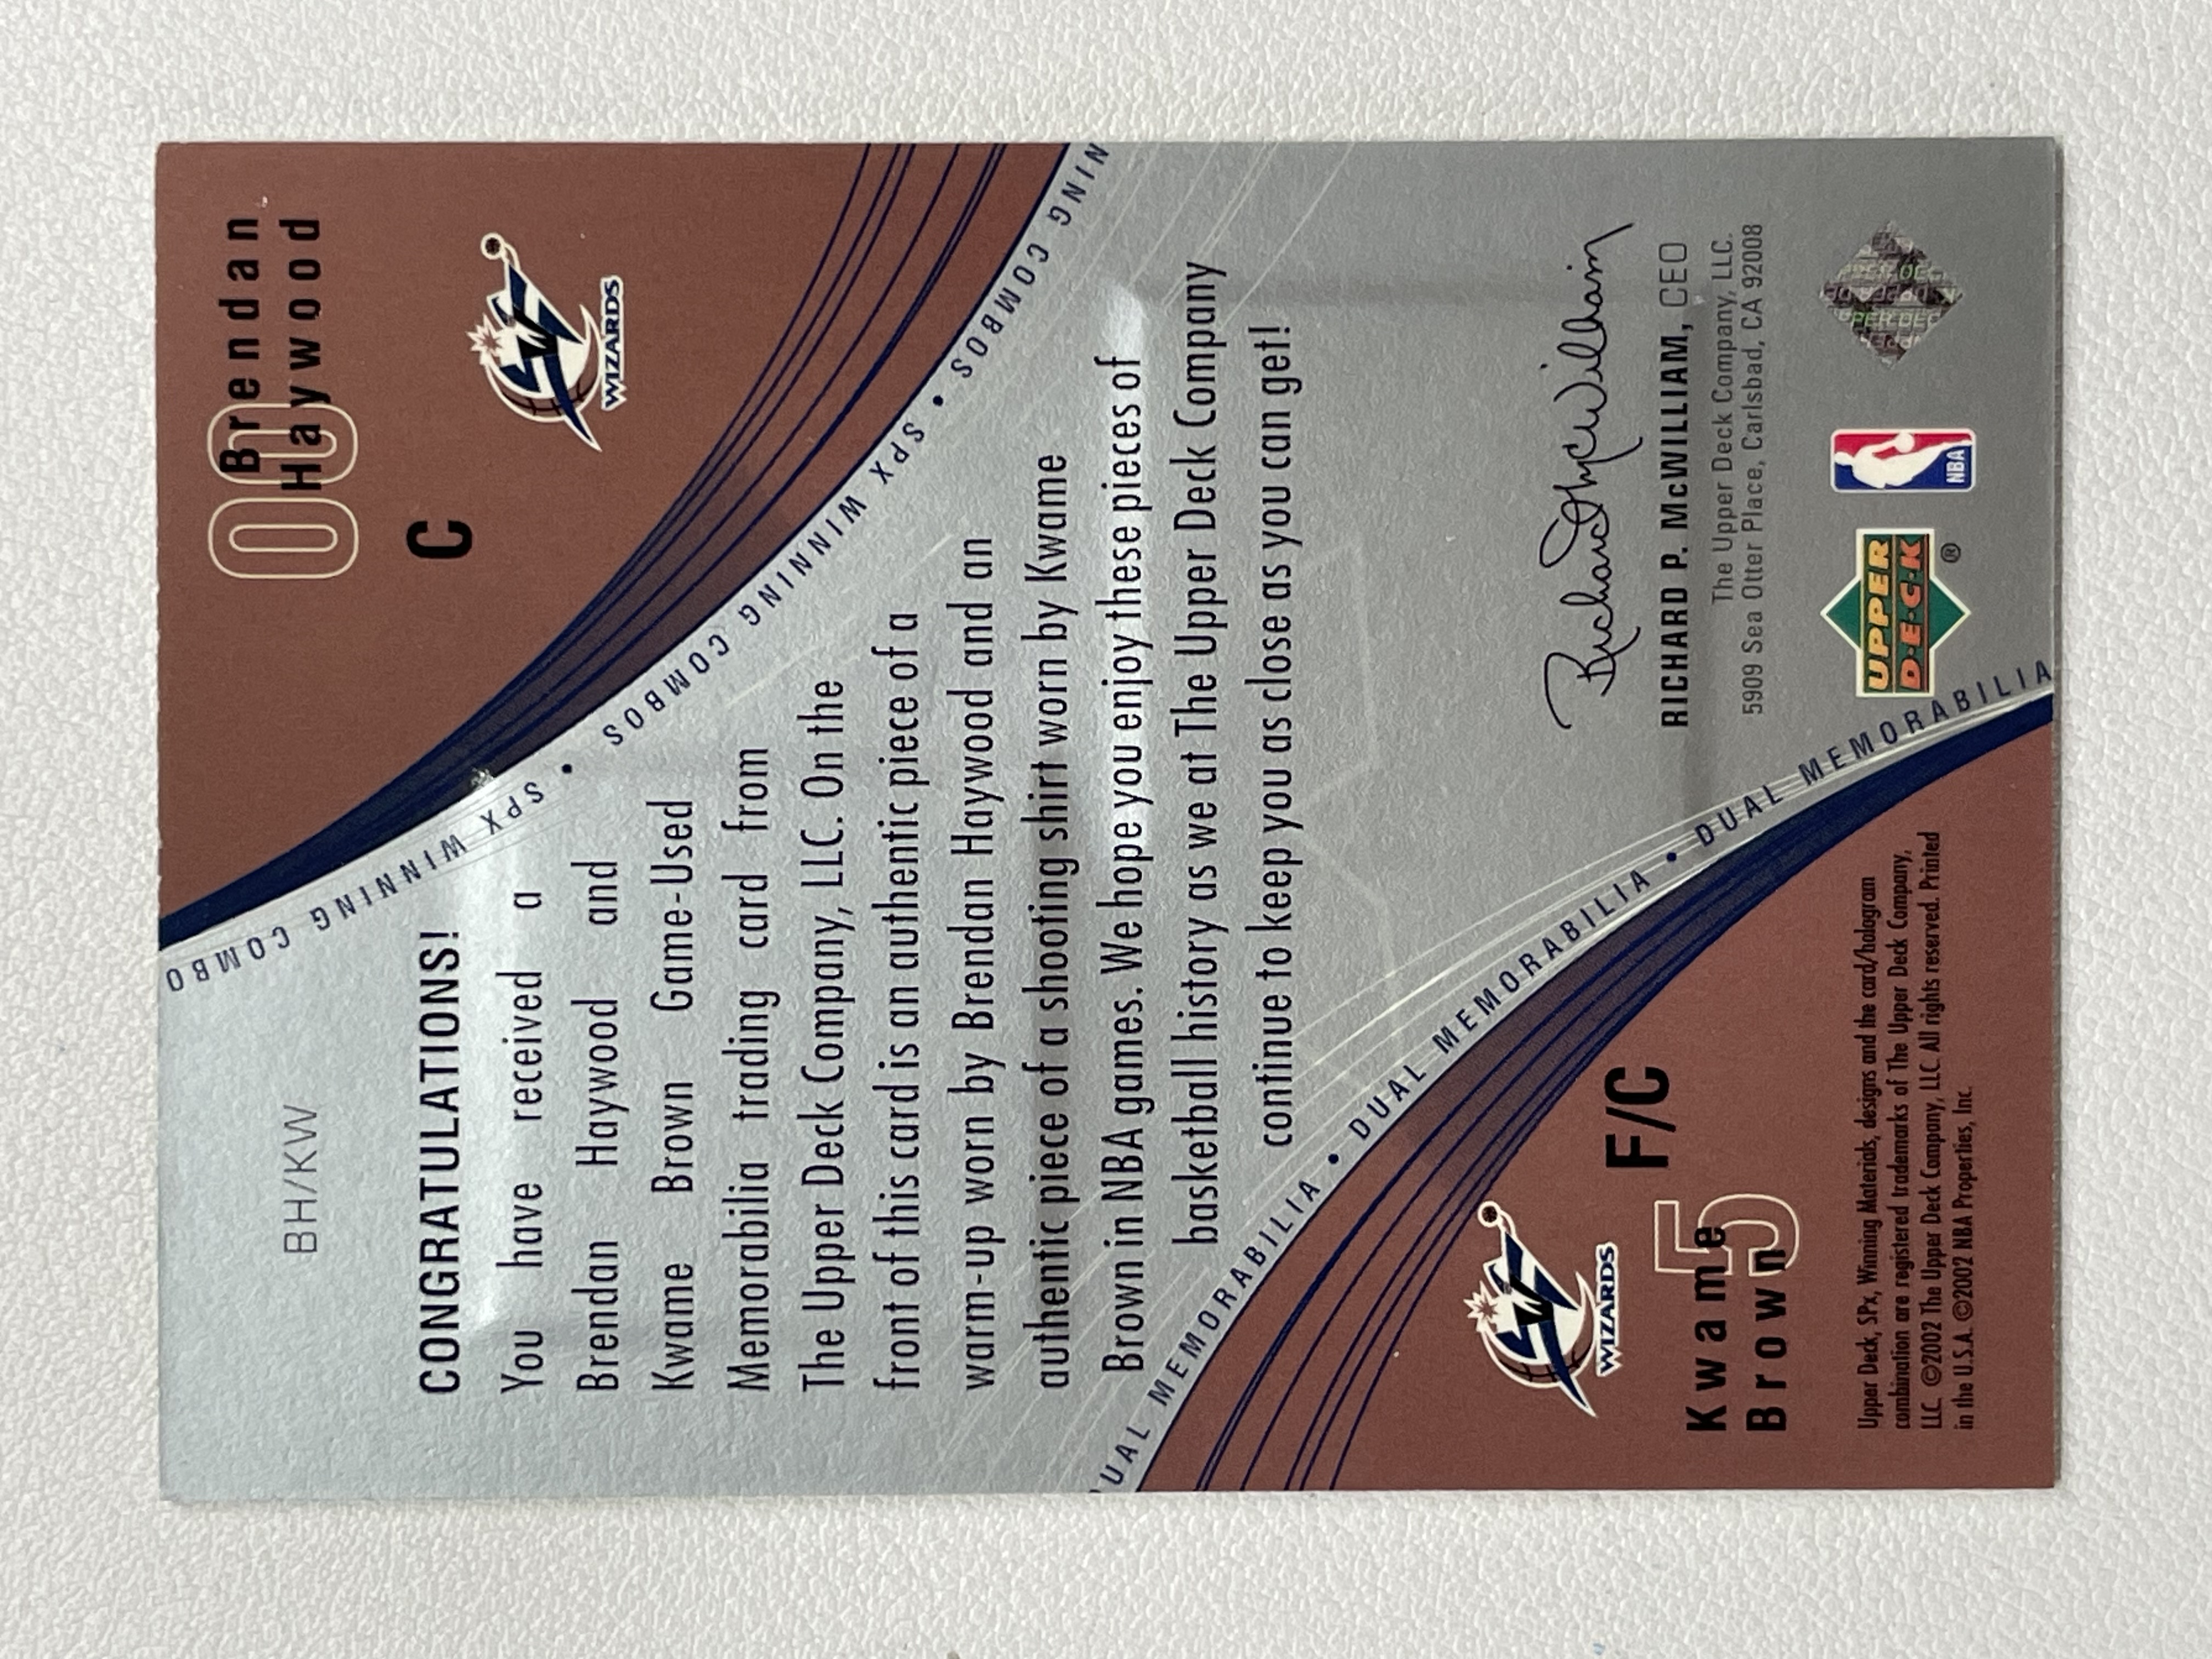 BH/KW
00
Brendan
Haywood
C
WIZARDS
COMBO
SPX WINNING COMBOS • SPX WINNING COMBOS •
NING
CONGRATULATIONS!
You have received a
Brendan Haywood and
Kwame Brown Game-Used
Memorabilia trading card from
The Upper Deck Company, LLC. On the
front of this card is an authentic piece of a
warm-up worn by Brendan Haywood and an
authentic piece of a shooting shirt worn by Kwame
Brown in NBA games. We hope you enjoy these pieces of
basketball history as we at The Upper Deck Company
continue to keep you as close as you can get!
UAL MEMORABILIA • DUAL MEMORABILIA • DUAL MEMORABILIA • DUAL MEMORABILIA
WIZARDS
F/C
5
Kwame
Brown
Richard P. McWilliam
RICHARD P. McWILLIAM, CEO
The Upper Deck Company, LLC.
5909 Sea Otter Place, Carlsbad, CA 92008
UPPER
D·E·C·K
®
NBA
UPPER DEC
Upper Deck, SPx, Winning Materials, designs and the card/hologram
combination are registered trademarks of The Upper Deck Company,
LLC. ©2002 The Upper Deck Company, LLC. All rights reserved. Printed
in the U.S.A. ©2002 NBA Properties, Inc.